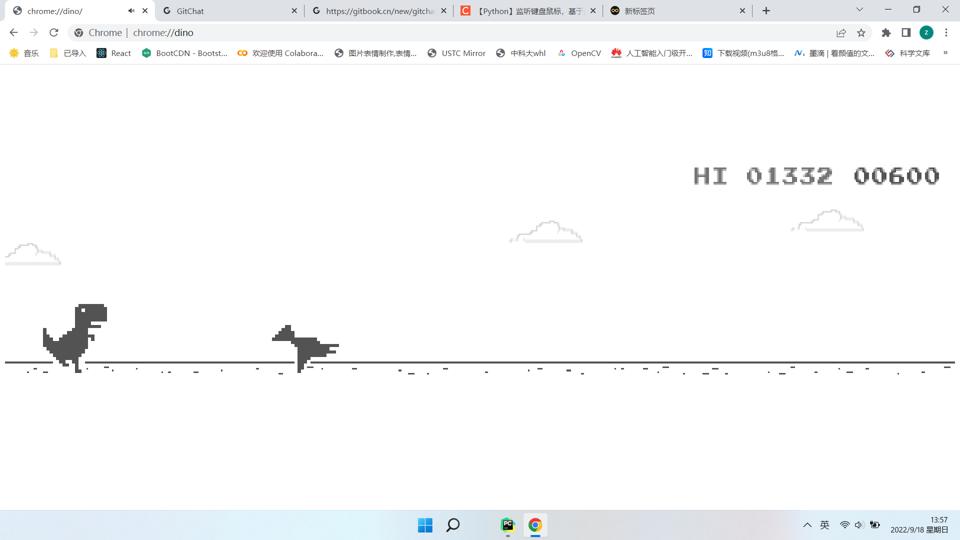 chrome://dino/
GitChat
https://gitbook.cn/new/gitcha
【Python】监听键盘鼠标,基于
新标签页
Chrome | chrome://dino
z
音乐
已导入
React
BootCDN - Bootst...
欢迎使用 Colabora...
图片表情制作,表情...
USTC Mirror
中科大whl
OpenCV
人工智能入门极开...
下载视频(m3u8格...
墨滴 | 看颜值的文...
科学文库
HI 01332 00600
英
13:57
2022/9/18 星期日